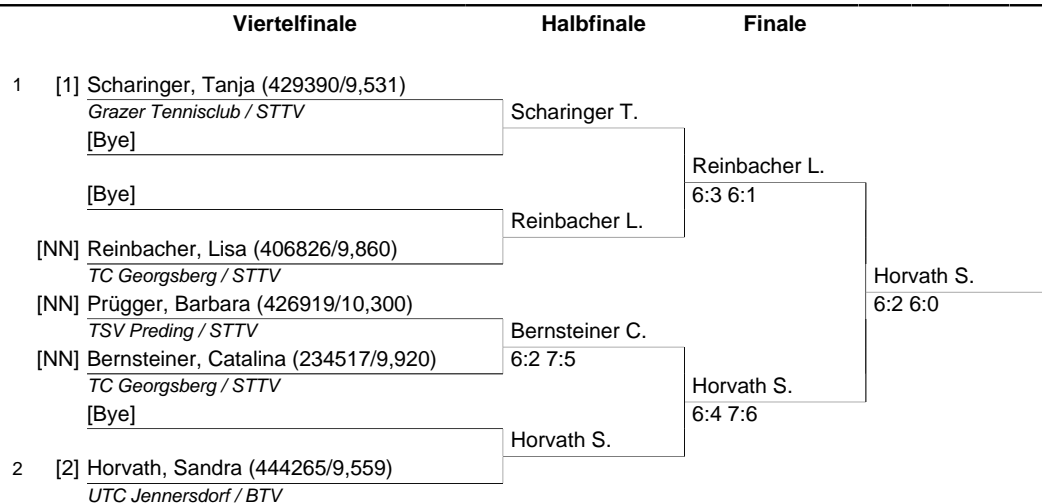 Viertelfinale Halbfinale Finale
1 [1] Scharinger, Tanja (429390/9,531)
Grazer Tennisclub / STTV Scharinger T.
[Bye]
Reinbacher L.
[Bye] 6:3 6:1
Reinbacher L.
[NN] Reinbacher, Lisa (406826/9,860)
TC Georgsberg / STTV Horvath S.
[NN] Prügger, Barbara (426919/10,300) 6:2 6:0
TSV Preding / STTV Bernsteiner C.
[NN] Bernsteiner, Catalina (234517/9,920) 6:2 7:5
TC Georgsberg / STTV Horvath S.
[Bye] 6:4 7:6
Horvath S.
2 [2] Horvath, Sandra (444265/9,559)
UTC Jennersdorf / BTV